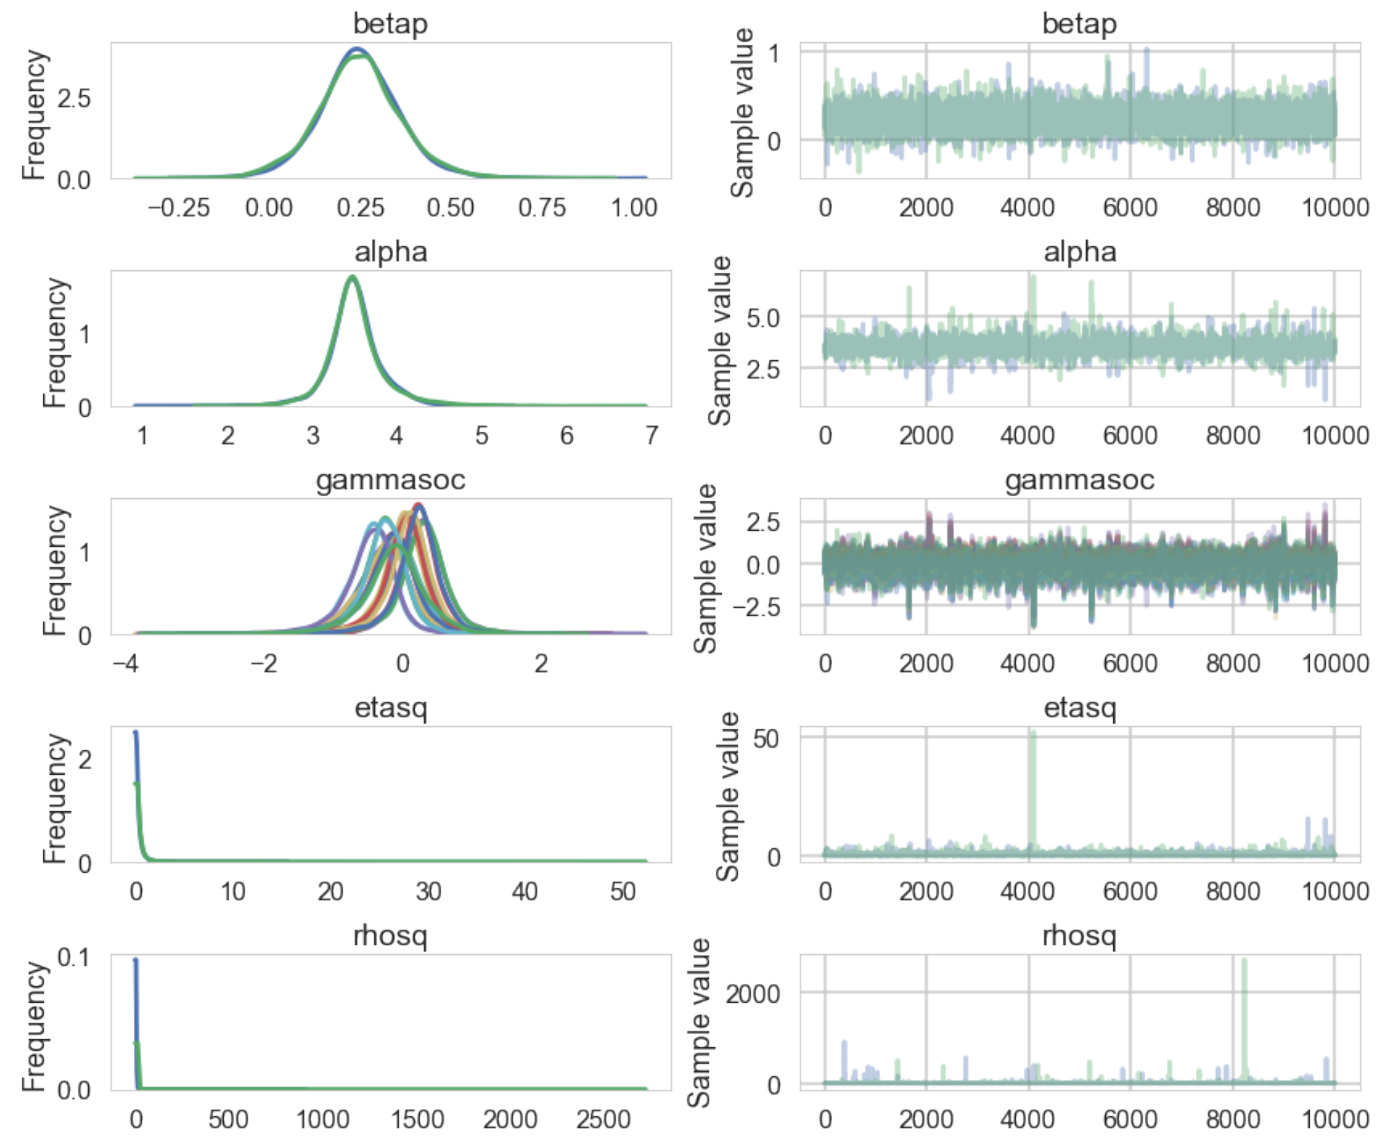 betap
Frequency
2.5
0.0
−0.25 0.00 0.25 0.50 0.75 1.00
betap
Sample value
1
0
0 2000 4000 6000 8000 10000
alpha
Frequency
1
0
1 2 3 4 5 6 7
alpha
Sample value
5.0
2.5
0 2000 4000 6000 8000 10000
gammasoc
Frequency
1
0
−4 −2 0 2
gammasoc
Sample value
2.5
0.0
−2.5
0 2000 4000 6000 8000 10000
etasq
Frequency
2
0
0 10 20 30 40 50
etasq
Sample value
50
0
0 2000 4000 6000 8000 10000
rhosq
Frequency
0.1
0.0
0 500 1000 1500 2000 2500
rhosq
Sample value
2000
0
0 2000 4000 6000 8000 10000